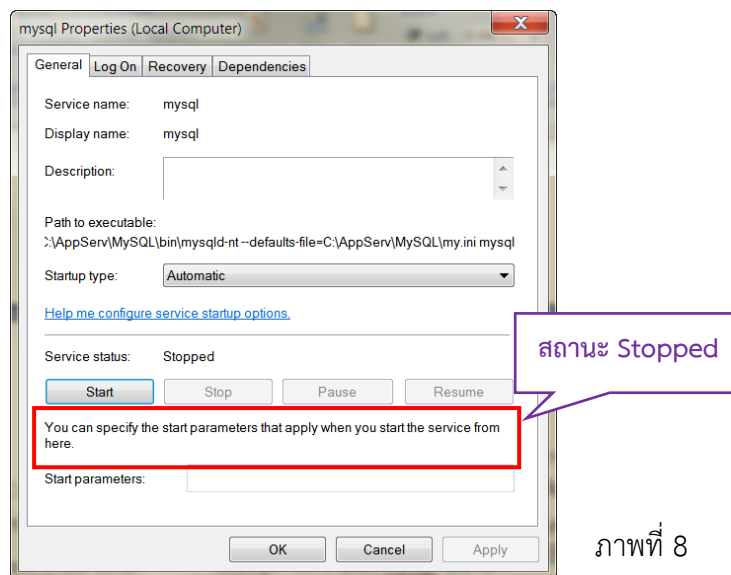 mysql Properties (Local Computer)
General Log On Recovery Dependencies
Service name: mysql
Display name: mysql
Description:
Path to executable:
:\AppServ\MySQL\bin\mysqld-nt --defaults-file=C:\AppServ\MySQL\my.ini mysql
Startup type: Automatic
Help me configure service startup options.
สถานะ Stopped
Service status: Stopped
Start Stop Pause Resume
You can specify the start parameters that apply when you start the service from
here.
Start parameters:
OK Cancel Apply
ภาพที่ 8